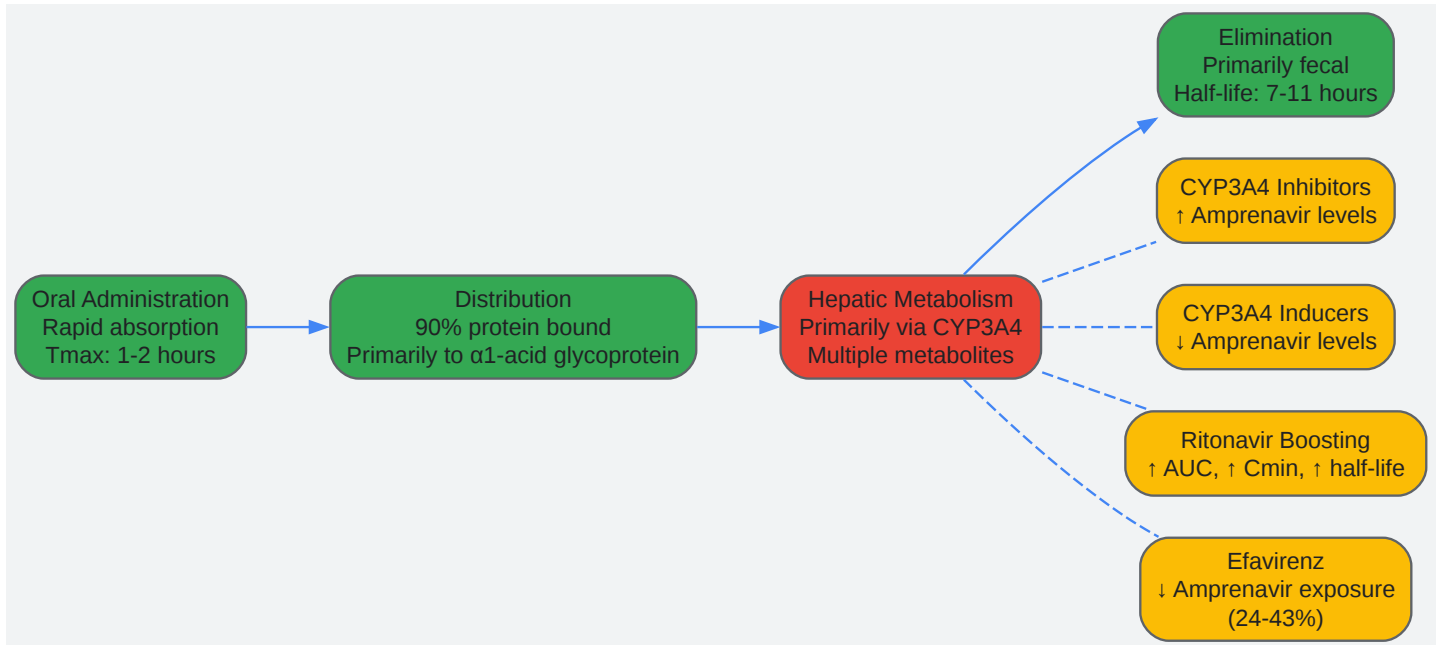 Oral Administration
Rapid absorption
Tmax: 1-2 hours
Distribution
90% protein bound
Primarily to α1-acid glycoprotein
Hepatic Metabolism
Primarily via CYP3A4
Multiple metabolites
Elimination
Primarily fecal
Half-life: 7-11 hours
CYP3A4 Inhibitors
↑ Amprenavir levels
CYP3A4 Inducers
↓ Amprenavir levels
Ritonavir Boosting
↑ AUC, ↑ Cmin, ↑ half-life
Efavirenz
↓ Amprenavir exposure
(24-43%)